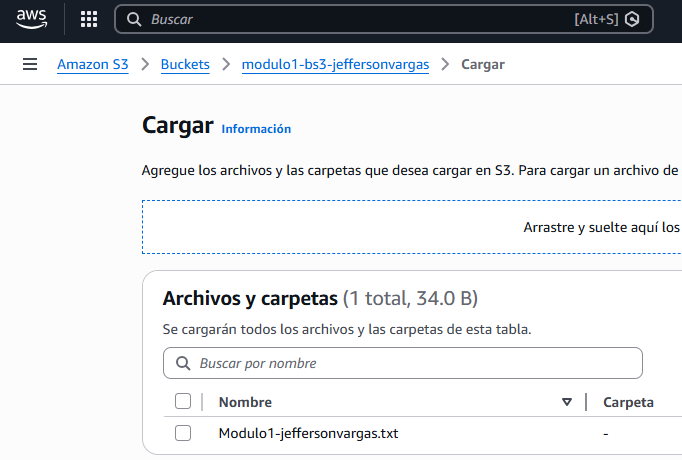 aws
Buscar [Alt+S]
Amazon S3 > Buckets > modulo1-bs3-jeffersonvargas > Cargar
Cargar Información
Agregue los archivos y las carpetas que desea cargar en S3. Para cargar un archivo de
Arrastre y suelte aquí los
Archivos y carpetas (1 total, 34.0 B)
Se cargarán todos los archivos y las carpetas de esta tabla.
Buscar por nombre
Nombre Carpeta
Modulo1-jeffersonvargas.txt -